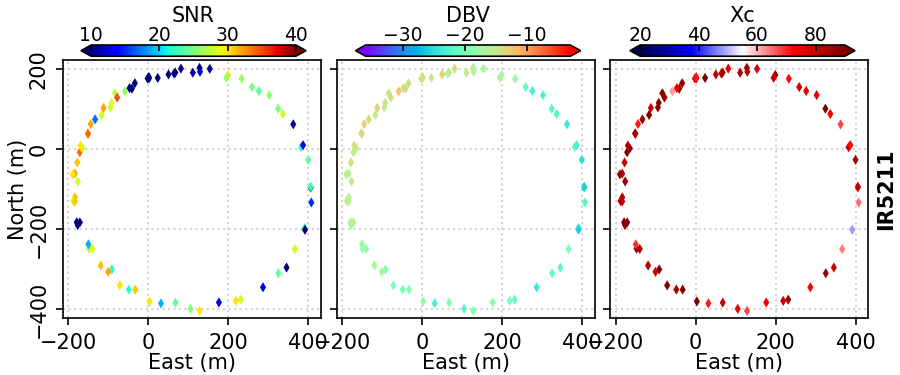 SNR DBV Xc
10 20 30 40 −30 −20 −10 20 40 60 80
200
0
−200
−400
North (m)
IR5211
−200 0 200 400 −200 0 200 400 −200 0 200 400
East (m) East (m) East (m)